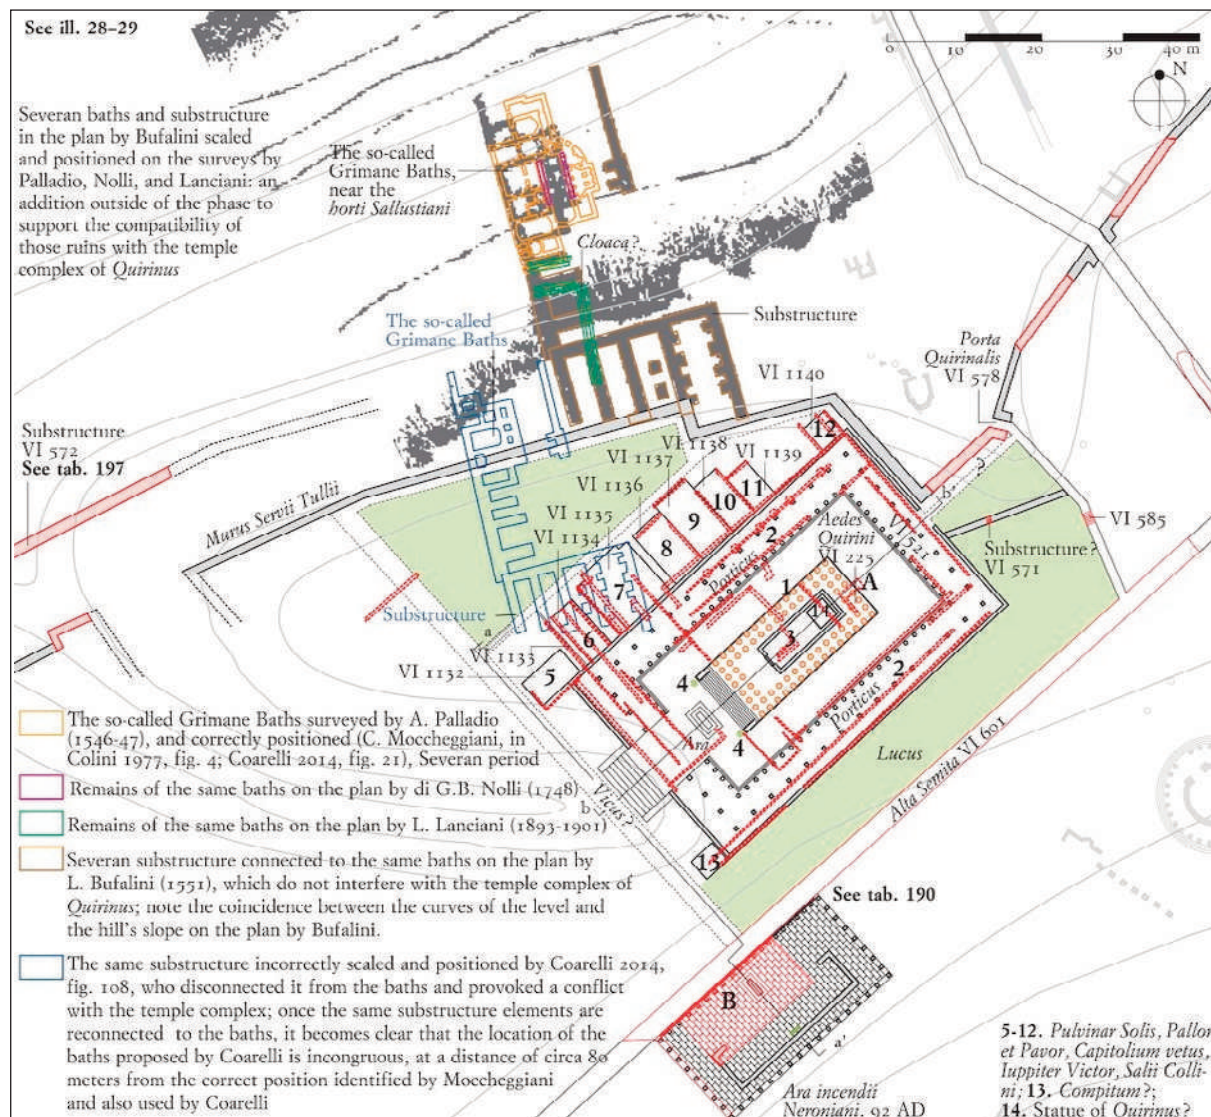 See ill. 28–29
0 10 20 30 40 m
N
Severan baths and substructure
in the plan by Bufalini scaled
and positioned on the surveys by
Palladio, Nolli, and Lanciani: an
addition outside of the phase to
support the compatibility of
those ruins with the temple
complex of Quirinus
The so-called
Grimane Baths,
near the
horti Sallustiani
Cloaca?
The so-called
Grimane Baths
Substructure
Porta
Quirinalis
VI 578
VI 1140
Substructure
VI 572
See tab. 197
Murus Servii Tullii
VI 1138
VI 1137
VI 1139
VI 1136
VI 1135
VI 1134
12
11
10
9
8
7
6
5
2
Porticus
Aedes
Quirini
VI 225
A
VI 521
b'
?
VI 585
Substructure?
VI 571
Substructure
a
VI 1133
VI 1132
1
14
3
4
4
Ara
2
Porticus
Lucus
Alta Semita VI 601
Vicus?
b
13
The so-called Grimane Baths surveyed by A. Palladio
(1546-47), and correctly positioned (C. Moccheggiani, in
Colini 1977, fig. 4; Coarelli 2014, fig. 21), Severan period
Remains of the same baths on the plan by di G.B. Nolli (1748)
Remains of the same baths on the plan by L. Lanciani (1893-1901)
Severan substructure connected to the same baths on the plan by
L. Bufalini (1551), which do not interfere with the temple complex of
Quirinus; note the coincidence between the curves of the level and
the hill's slope on the plan by Bufalini.
The same substructure incorrectly scaled and positioned by Coarelli 2014,
fig. 108, who disconnected it from the baths and provoked a conflict
with the temple complex; once the same substructure elements are
reconnected to the baths, it becomes clear that the location of the
baths proposed by Coarelli is incongruous, at a distance of circa 80
meters from the correct position identified by Moccheggiani
and also used by Coarelli
See tab. 190
B
a'
Ara incendii
Neroniani, 92 AD
5-12. Pulvinar Solis, Pallor
et Pavor, Capitolium vetus,
Iuppiter Victor, Salii Colli-
ni; 13. Compitum?;
14. Statue of Quirinus?